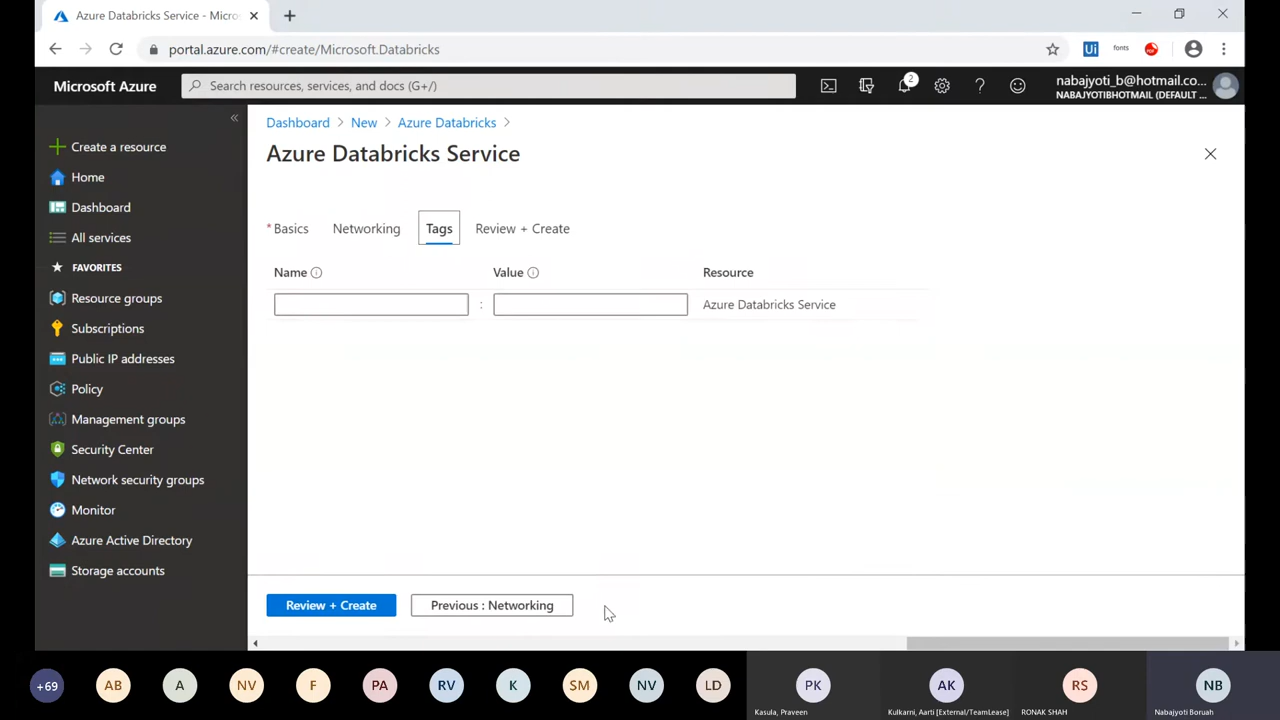 Azure Databricks Service - Micros
portal.azure.com/#create/Microsoft.Databricks
Ui
fonts
Microsoft Azure
Search resources, services, and docs (G+/)
2
nabajyoti_b@hotmail.co...
NABAJYOTIBHOTMAIL (DEFAULT ...
Create a resource
Home
Dashboard
All services
FAVORITES
Resource groups
Subscriptions
Public IP addresses
Policy
Management groups
Security Center
Network security groups
Monitor
Azure Active Directory
Storage accounts
Dashboard > New > Azure Databricks >
Azure Databricks Service
* Basics Networking Tags Review + Create
Name Value Resource
: Azure Databricks Service
Review + Create Previous : Networking
+69 AB A NV F PA RV K SM NV LD PK AK RS NB
Kasula, Praveen Kulkarni, Aarti [External/TeamLease] RONAK SHAH Nabajyoti Boruah